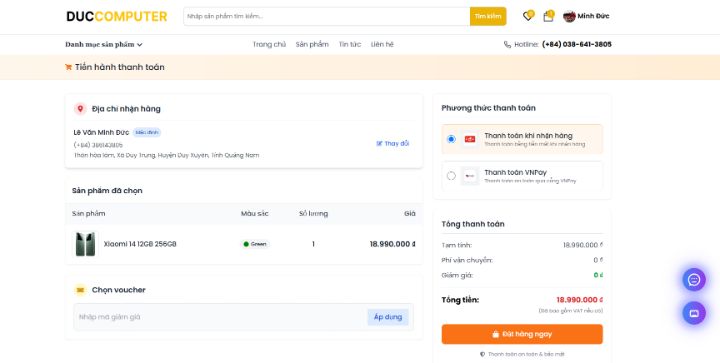 DUCCOMPUTER
Nhập sản phẩm tìm kiếm...
Tìm kiếm
Minh Đức
Danh mục sản phẩm
Trang chủ Sản phẩm Tin tức Liên hệ
Hotline: (+84) 038-641-3805
Tiến hành thanh toán
Địa chỉ nhận hàng
Lê Văn Minh Đức Mặc định
(+84) 386143805
Thôn hòa lâm, Xã Duy Trung, Huyện Duy Xuyên, Tỉnh Quảng Nam
Thay đổi
Sản phẩm đã chọn
Sản phẩm Màu sắc Số lượng Giá
Xiaomi 14 12GB 256GB Green 1 18.990.000 ₫
Chọn voucher
Nhập mã giảm giá
Áp dụng
Phương thức thanh toán
Thanh toán khi nhận hàng
Thanh toán bằng tiền mặt khi nhận hàng
Thanh toán VNPay
Thanh toán an toàn qua cổng VNPay
Tổng thanh toán
Tạm tính: 18.990.000 ₫
Phí vận chuyển: 0 ₫
Giảm giá: 0 ₫
Tổng tiền: 18.990.000 ₫
(Đã bao gồm VAT nếu có)
Đặt hàng ngay
Thanh toán an toàn & bảo mật